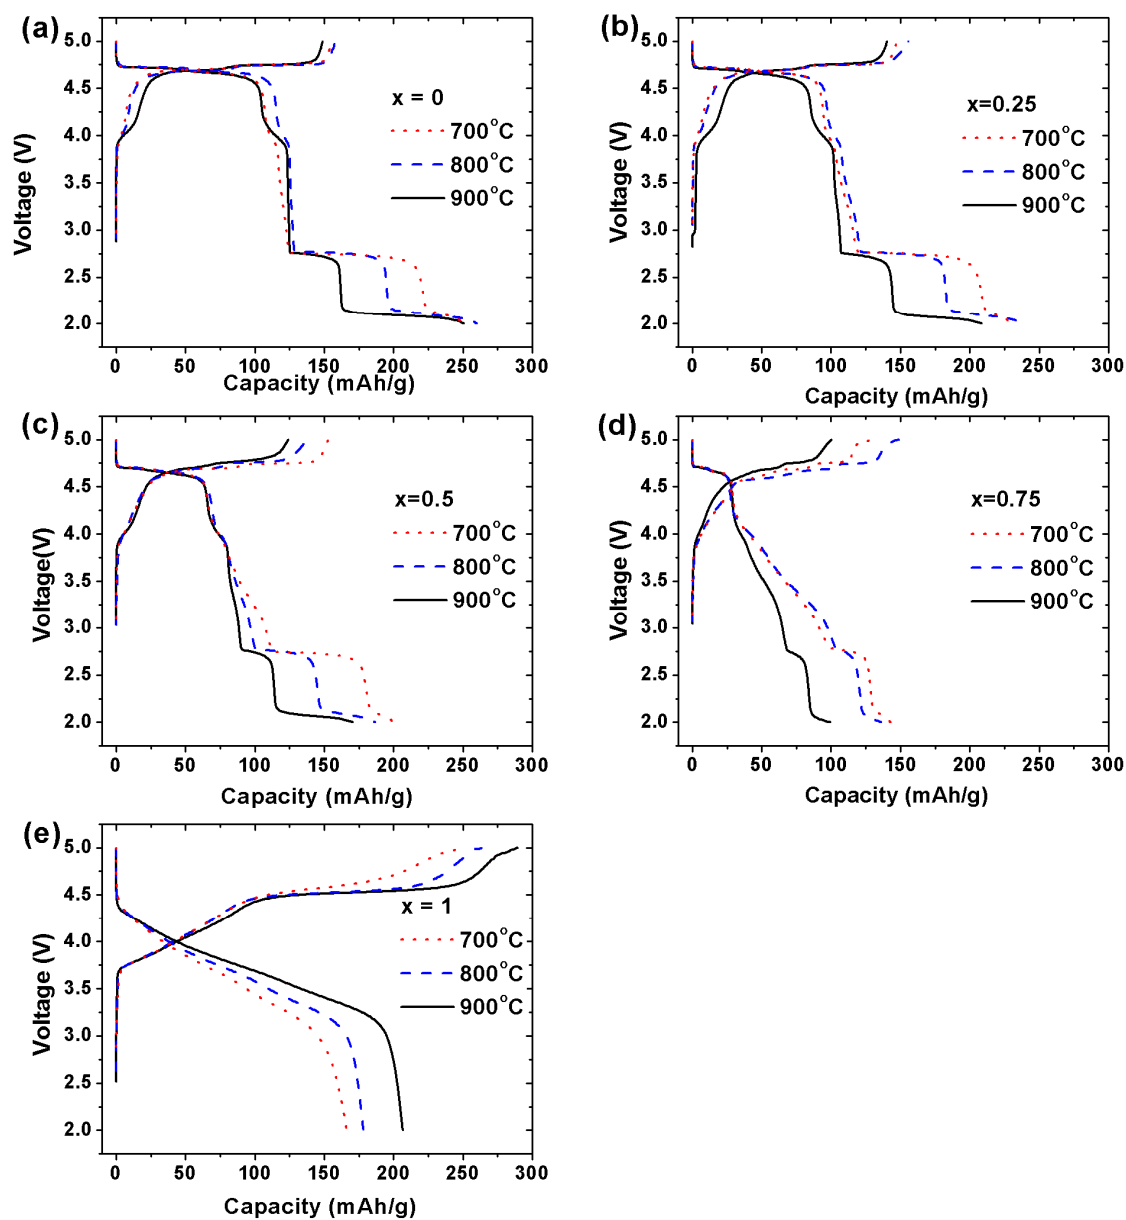 (a)
5.0
4.5
4.0
3.5
3.0
2.5
2.0
Voltage (V)
x = 0
700°C
800°C
900°C
0 50 100 150 200 250 300
Capacity (mAh/g)
(b)
5.0
4.5
4.0
3.5
3.0
2.5
2.0
Voltage (V)
x=0.25
700°C
800°C
900°C
0 50 100 150 200 250 300
Capacity (mAh/g)
(c)
5.0
4.5
4.0
3.5
3.0
2.5
2.0
Voltage(V)
x=0.5
700°C
800°C
900°C
0 50 100 150 200 250 300
Capacity (mAh/g)
(d)
5.0
4.5
4.0
3.5
3.0
2.5
2.0
Voltage (V)
x=0.75
700°C
800°C
900°C
0 50 100 150 200 250 300
Capacity (mAh/g)
(e)
5.0
4.5
4.0
3.5
3.0
2.5
2.0
Voltage (V)
x = 1
700°C
800°C
900°C
0 50 100 150 200 250 300
Capacity (mAh/g)